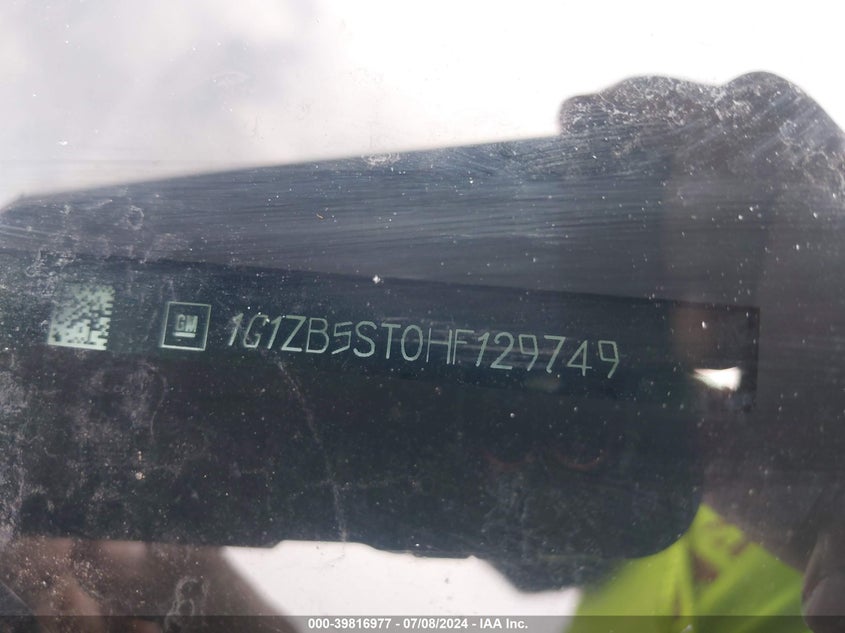 GM 1G1ZB5ST0HF129749
000-39816977 - 07/08/2024 - IAA Inc.